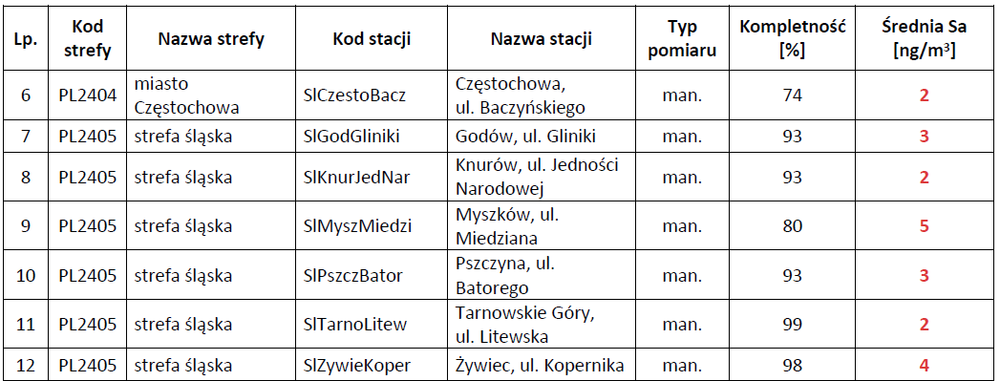 Lp. Kod strefy Nazwa strefy Kod stacji Nazwa stacji Typ pomiaru Kompletność [%] Średnia Sa [ng/m³]
6 PL2404 miasto Częstochowa SlCzestoBacz Częstochowa, ul. Baczyńskiego man. 74 2
7 PL2405 strefa śląska SlGodGliniki Godów, ul. Gliniki man. 93 3
8 PL2405 strefa śląska SlKnurJedNar Knurów, ul. Jedności Narodowej man. 93 2
9 PL2405 strefa śląska SlMyszMiedzi Myszków, ul. Miedziana man. 80 5
10 PL2405 strefa śląska SlPszczBator Pszczyna, ul. Batorego man. 93 3
11 PL2405 strefa śląska SlTarnoLitew Tarnowskie Góry, ul. Litewska man. 99 2
12 PL2405 strefa śląska SlZywieKoper Żywiec, ul. Kopernika man. 98 4